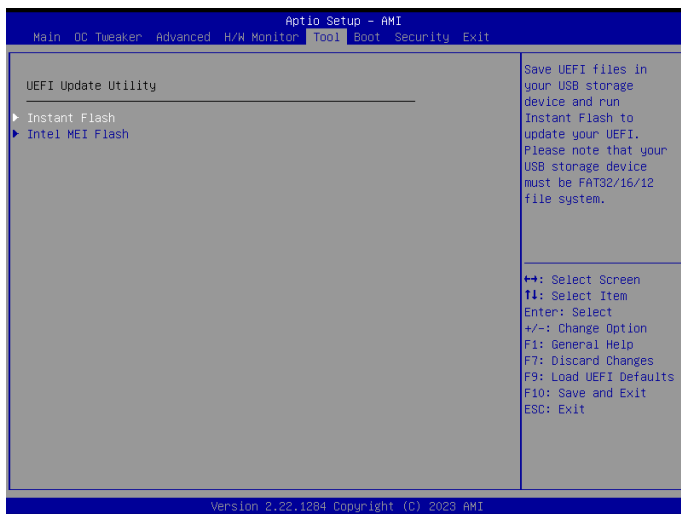 Aptio Setup - AMI
Main OC Tweaker Advanced H/W Monitor Tool Boot Security Exit
UEFI Update Utility
Instant Flash
Intel MEI Flash
Save UEFI files in
your USB storage
device and run
Instant Flash to
update your UEFI.
Please note that your
USB storage device
must be FAT32/16/12
file system.
↔: Select Screen
↑↓: Select Item
Enter: Select
+/-: Change Option
F1: General Help
F7: Discard Changes
F9: Load UEFI Defaults
F10: Save and Exit
ESC: Exit
Version 2.22.1284 Copyright (C) 2023 AMI